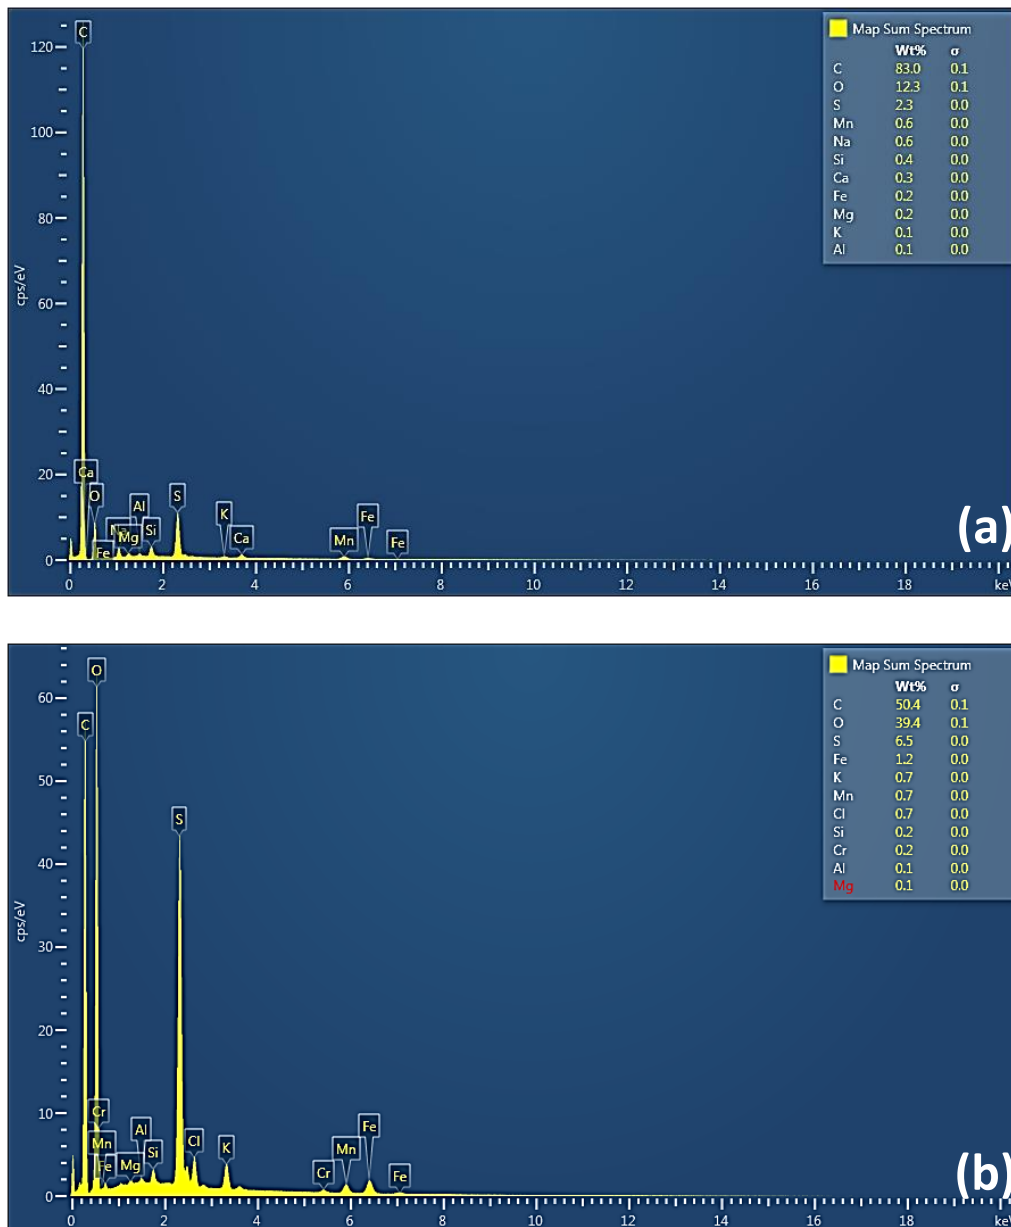 Map Sum Spectrum
Wt% σ
C 83.0 0.1
O 12.3 0.1
S 2.3 0.0
Mn 0.6 0.0
Na 0.6 0.0
Si 0.4 0.0
Ca 0.3 0.0
Fe 0.2 0.0
Mg 0.2 0.0
K 0.1 0.0
Al 0.1 0.0
cps/eV
120
100
80
60
40
20
0
C
Ca
O
Fe
Na
Mg
Al
Si
S
K
Ca
Mn
Fe
Fe
(a)
0 2 4 6 8 10 12 14 16 18 keV
Map Sum Spectrum
Wt% σ
C 50.4 0.1
O 39.4 0.1
S 6.5 0.0
Fe 1.2 0.0
K 0.7 0.0
Mn 0.7 0.0
Cl 0.7 0.0
Si 0.2 0.0
Cr 0.2 0.0
Al 0.1 0.0
Mg 0.1 0.0
cps/eV
60
50
40
30
20
10
0
O
C
S
Cr
Mn
Fe
Mg
Al
Si
Cl
K
Cr
Mn
Fe
Fe
(b)
0 2 4 6 8 10 12 14 16 18 keV